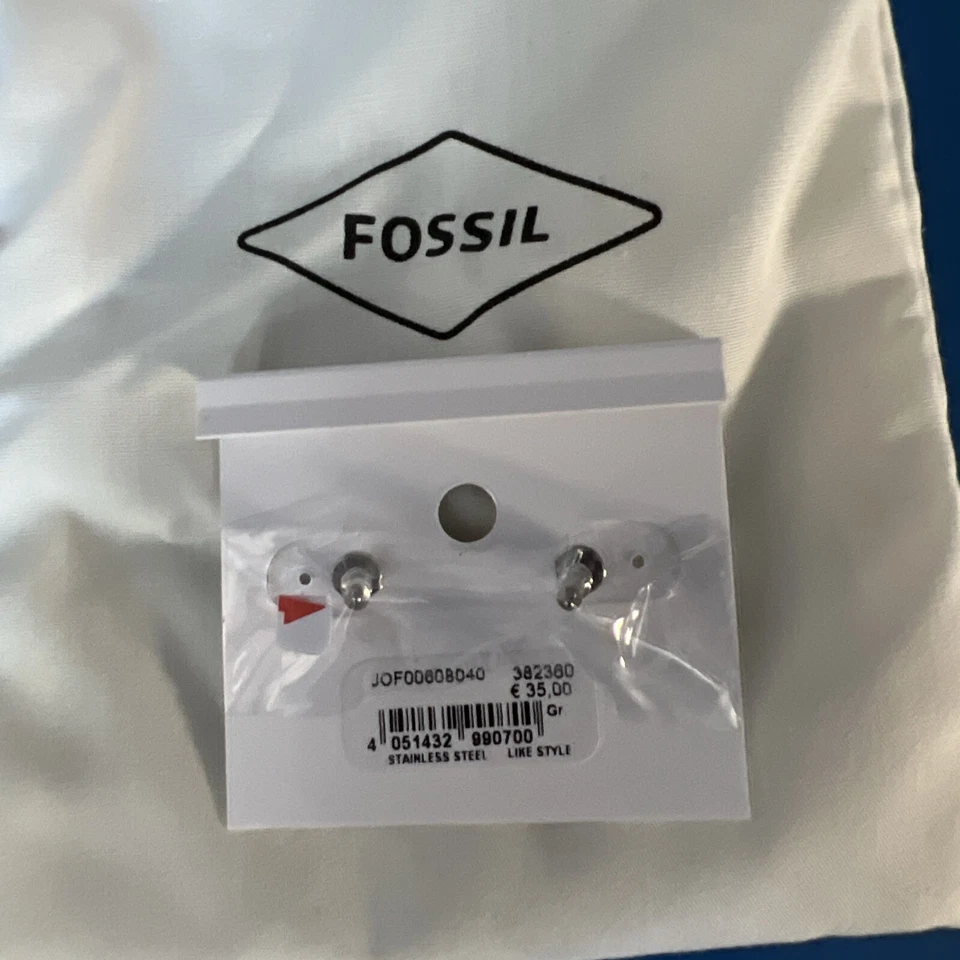 FOSSIL
JOF00608040 382360
€ 35,00
Gr
4 051432 990700
STAINLESS STEEL LIKE STYLE